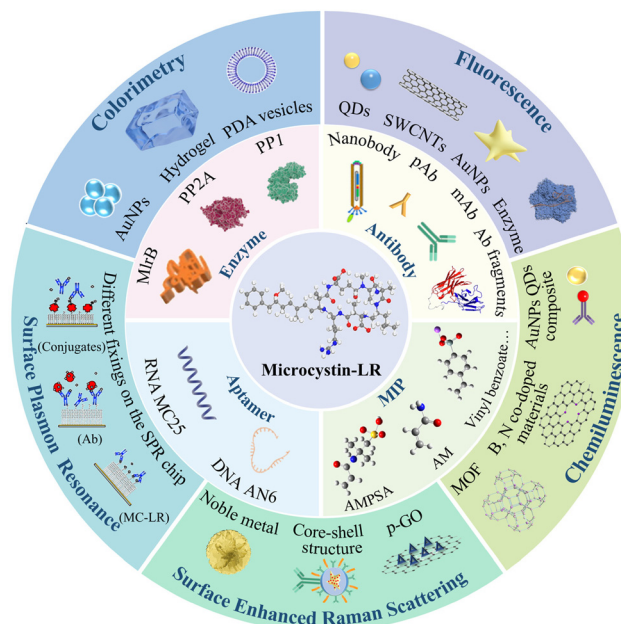 Colorimetry
AuNPs
Hydrogel
PDA vesicles
Fluorescence
QDs
SWCNTs
AuNPs
Enzyme
Chemiluminescence
AuNPs QDs
composite
B, N co-doped
materials
MOF
Surface Enhanced Raman Scattering
Noble metal
Core-shell
structure
p-GO
Surface Plasmon Resonance
Different fixings on the SPR chip
(Conjugates)
(Ab)
(MC-LR)
Enzyme
MlrB
PP2A
PP1
Antibody
Nanobody
pAb
mAb
Ab fragments
MIP
Vinyl benzoate...
AM
AMPSA
Aptamer
RNA MC25
DNA AN6
Microcystin-LR